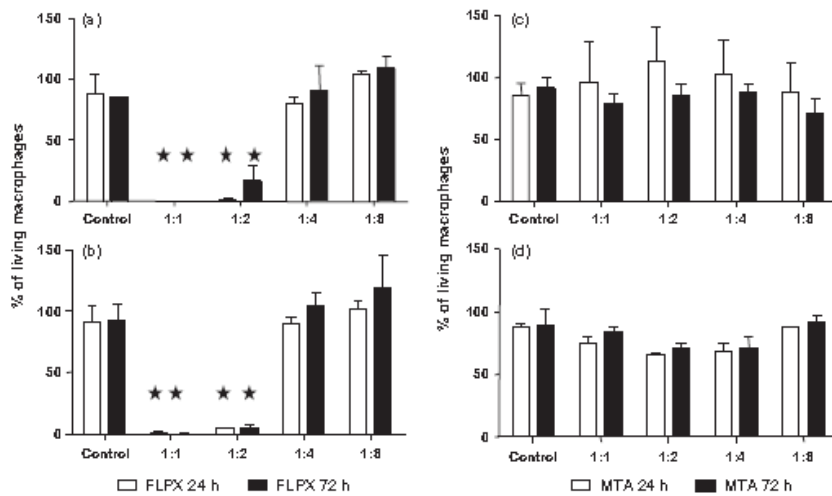 (a)
150
100
50
0
% of living macrophages
★ ★ ★ ★
Control 1:1 1:2 1:4 1:8
(b)
150
100
50
0
★ ★ ★ ★
Control 1:1 1:2 1:4 1:8
FLPX 24 h FLPX 72 h
(c)
150
100
50
0
% of living macrophages
Control 1:1 1:2 1:4 1:8
(d)
150
100
50
0
Control 1:1 1:2 1:4 1:8
MTA 24 h MTA 72 h